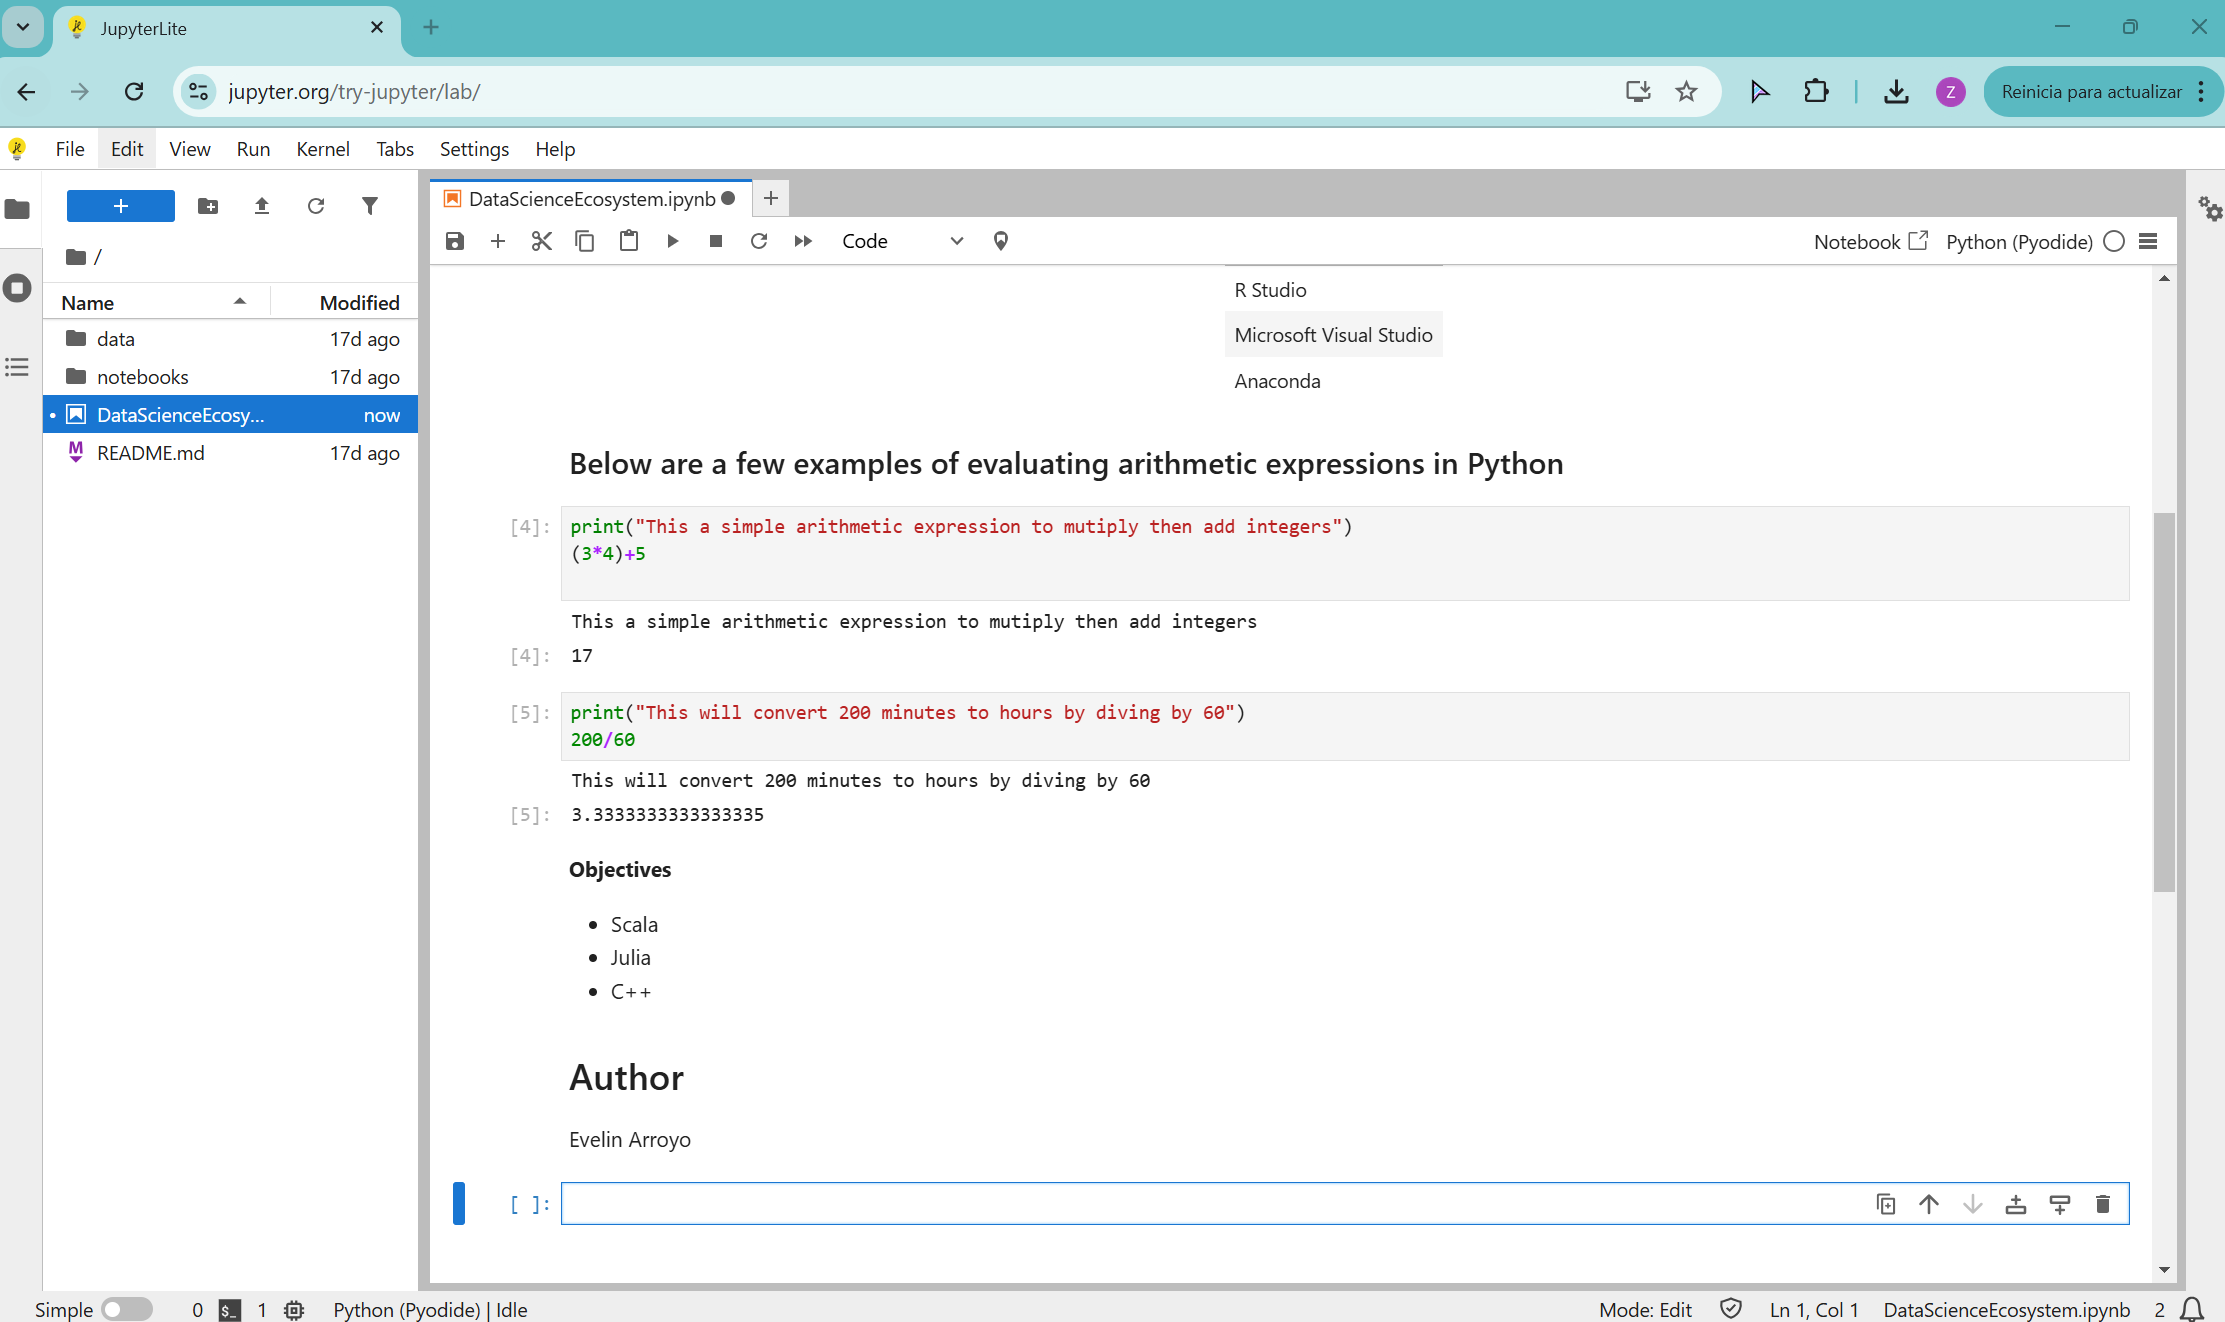 JupyterLite
jupyter.org/try-jupyter/lab/
Z
Reinicia para actualizar
File Edit View Run Kernel Tabs Settings Help
DataScienceEcosystem.ipynb
Code
Notebook
Python (Pyodide)
/
Name Modified
data 17d ago
notebooks 17d ago
DataScienceEcosy... now
README.md 17d ago
R Studio
Microsoft Visual Studio
Anaconda
Below are a few examples of evaluating arithmetic expressions in Python
[4]: print("This a simple arithmetic expression to mutiply then add integers")
(3*4)+5
This a simple arithmetic expression to mutiply then add integers
[4]: 17
[5]: print("This will convert 200 minutes to hours by diving by 60")
200/60
This will convert 200 minutes to hours by diving by 60
[5]: 3.3333333333333335
Objectives
• Scala
• Julia
• C++
Author
Evelin Arroyo
[ ]:
Simple 0 $_ 1 Python (Pyodide) | Idle Mode: Edit Ln 1, Col 1 DataScienceEcosystem.ipynb 2